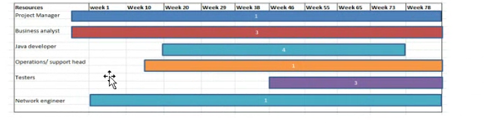 Resources week 1 Week 10 Week 20 Week 29 Week 38 Week 46 Week 55 Week 65 Week 73 Week 78
Project Manager 1
Business analyst 3
Java developer 4
Operations/ support head 1
Testers 3
Network engineer 1